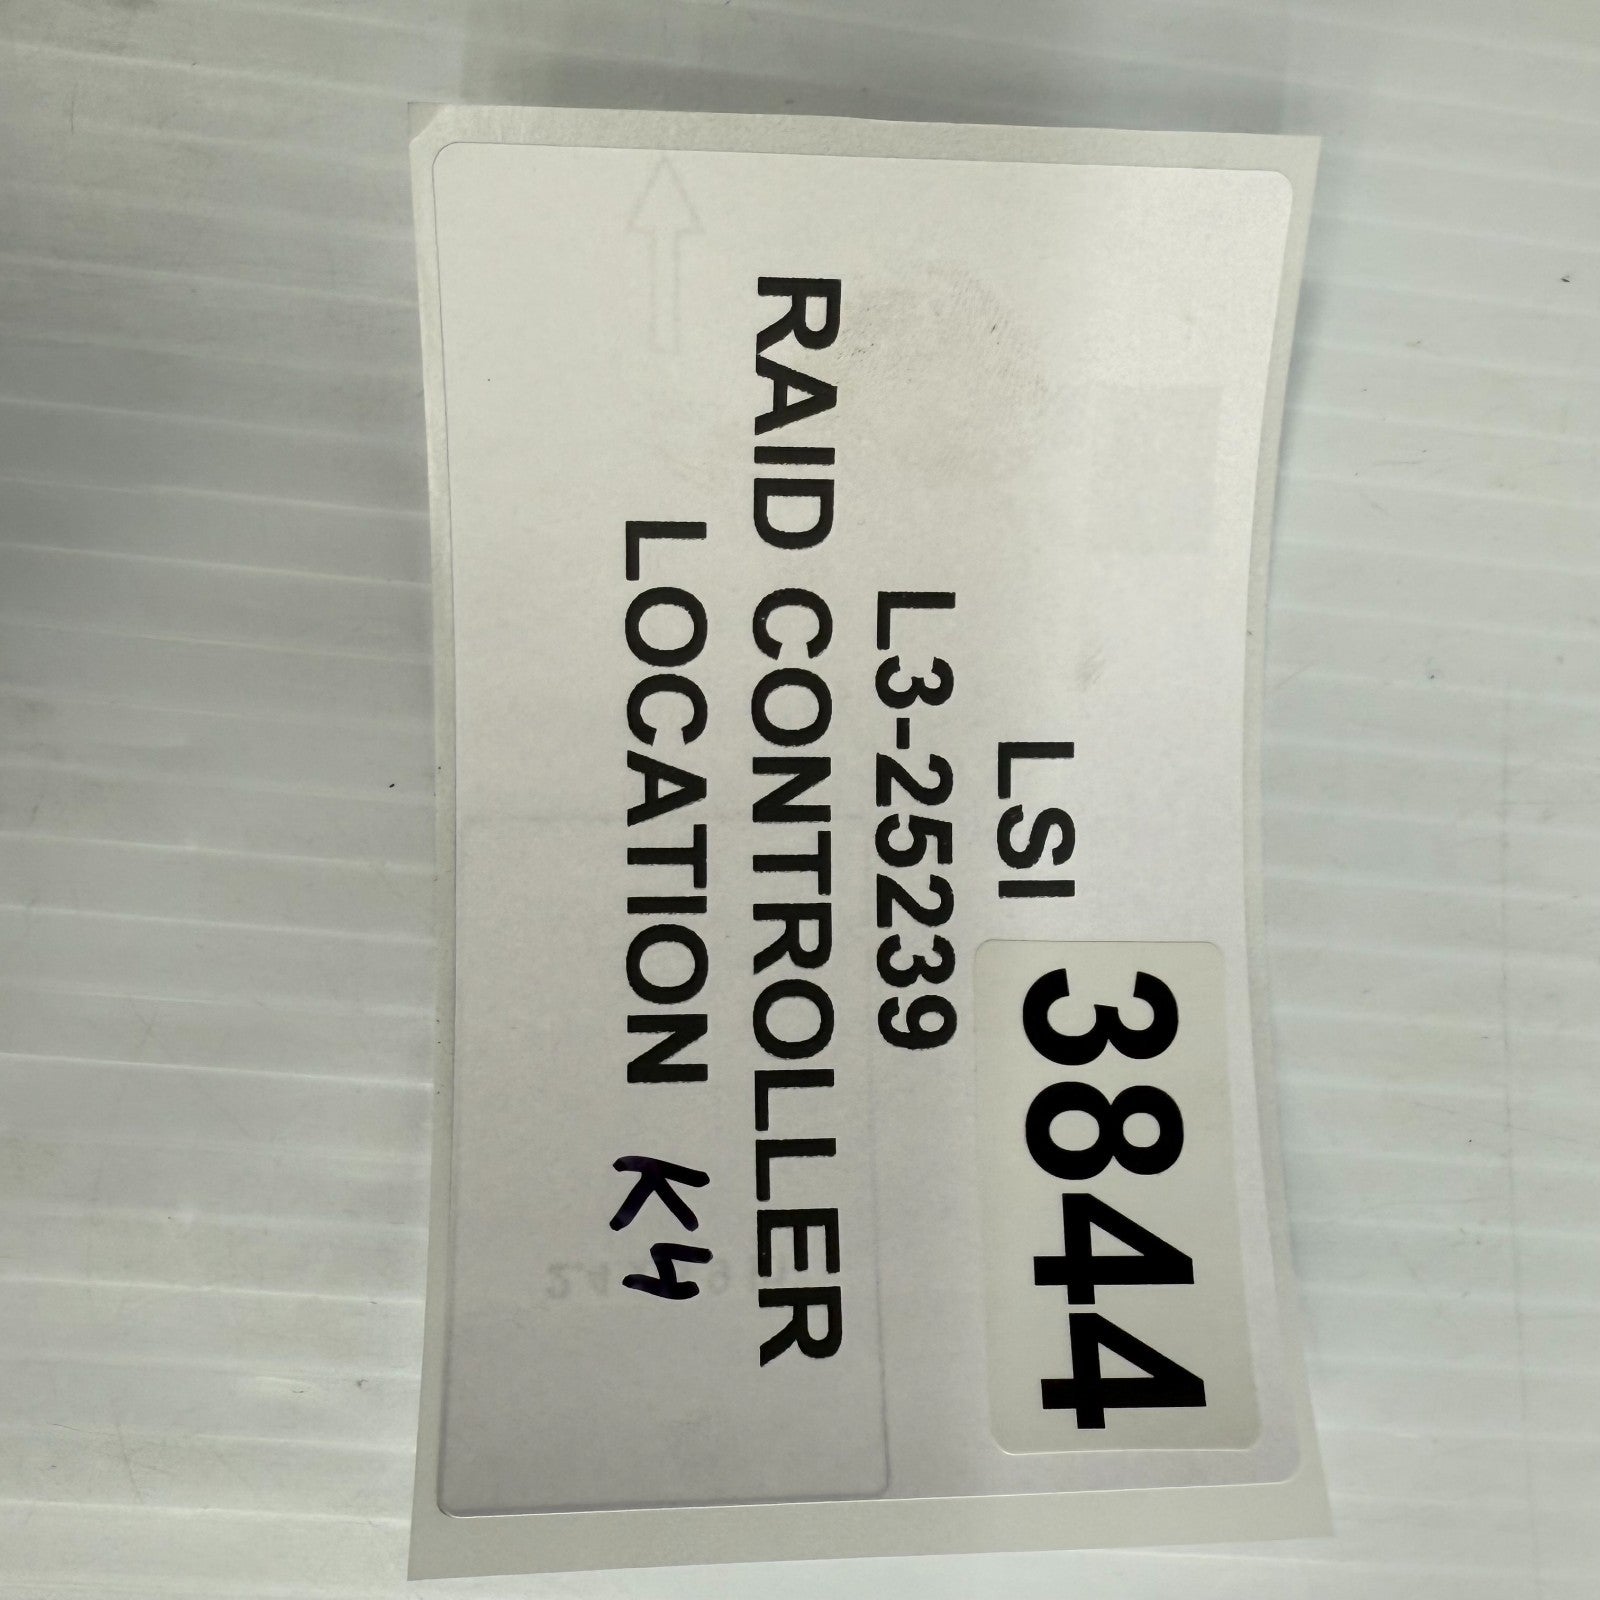 LSI 3844
L3-25239
RAID CONTROLLER
LOCATION K4